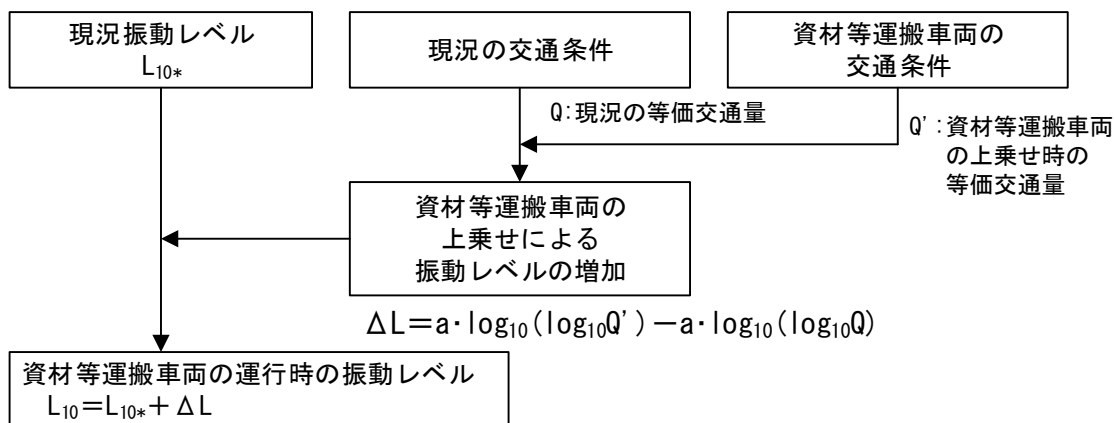 現況振動レベル
L₁₀*
現況の交通条件
資材等運搬車両の
交通条件
Q:現況の等価交通量
Q':資材等運搬車両
の上乗せ時の
等価交通量
資材等運搬車両の
上乗せによる
振動レベルの増加
ΔL=a・log₁₀(log₁₀Q')-a・log₁₀(log₁₀Q)
資材等運搬車両の運行時の振動レベル
L₁₀=L₁₀*+ΔL